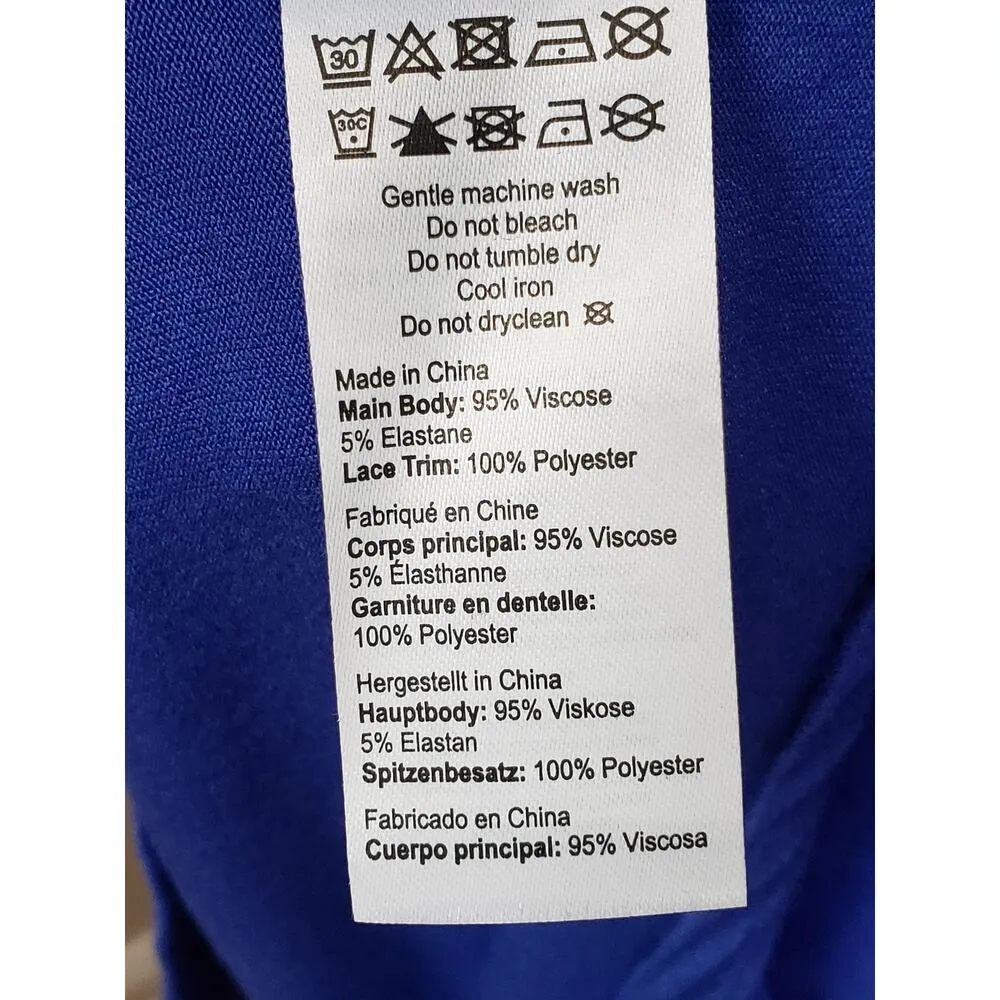 30
30C
Gentle machine wash
Do not bleach
Do not tumble dry
Cool iron
Do not dryclean
Made in China
Main Body: 95% Viscose
5% Elastane
Lace Trim: 100% Polyester
Fabriqué en Chine
Corps principal: 95% Viscose
5% Élasthanne
Garniture en dentelle:
100% Polyester
Hergestellt in China
Hauptbody: 95% Viskose
5% Elastan
Spitzenbesatz: 100% Polyester
Fabricado en China
Cuerpo principal: 95% Viscosa